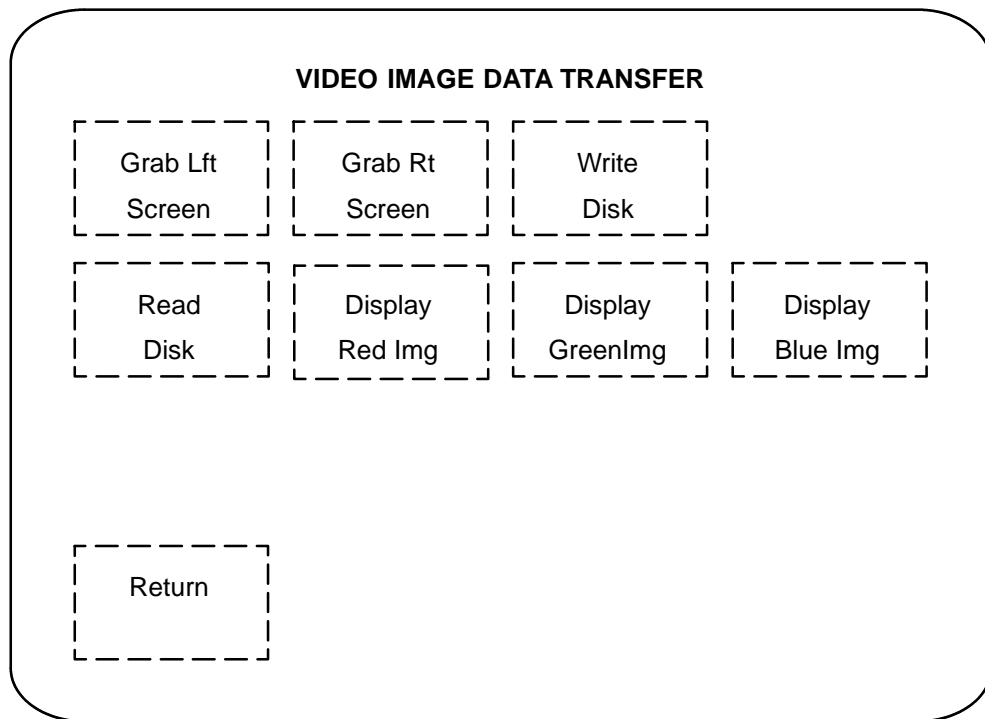 VIDEO IMAGE DATA TRANSFER
Grab Lft
Screen
Grab Rt
Screen
Write
Disk
Read
Disk
Display
Red Img
Display
GreenImg
Display
Blue Img
Return